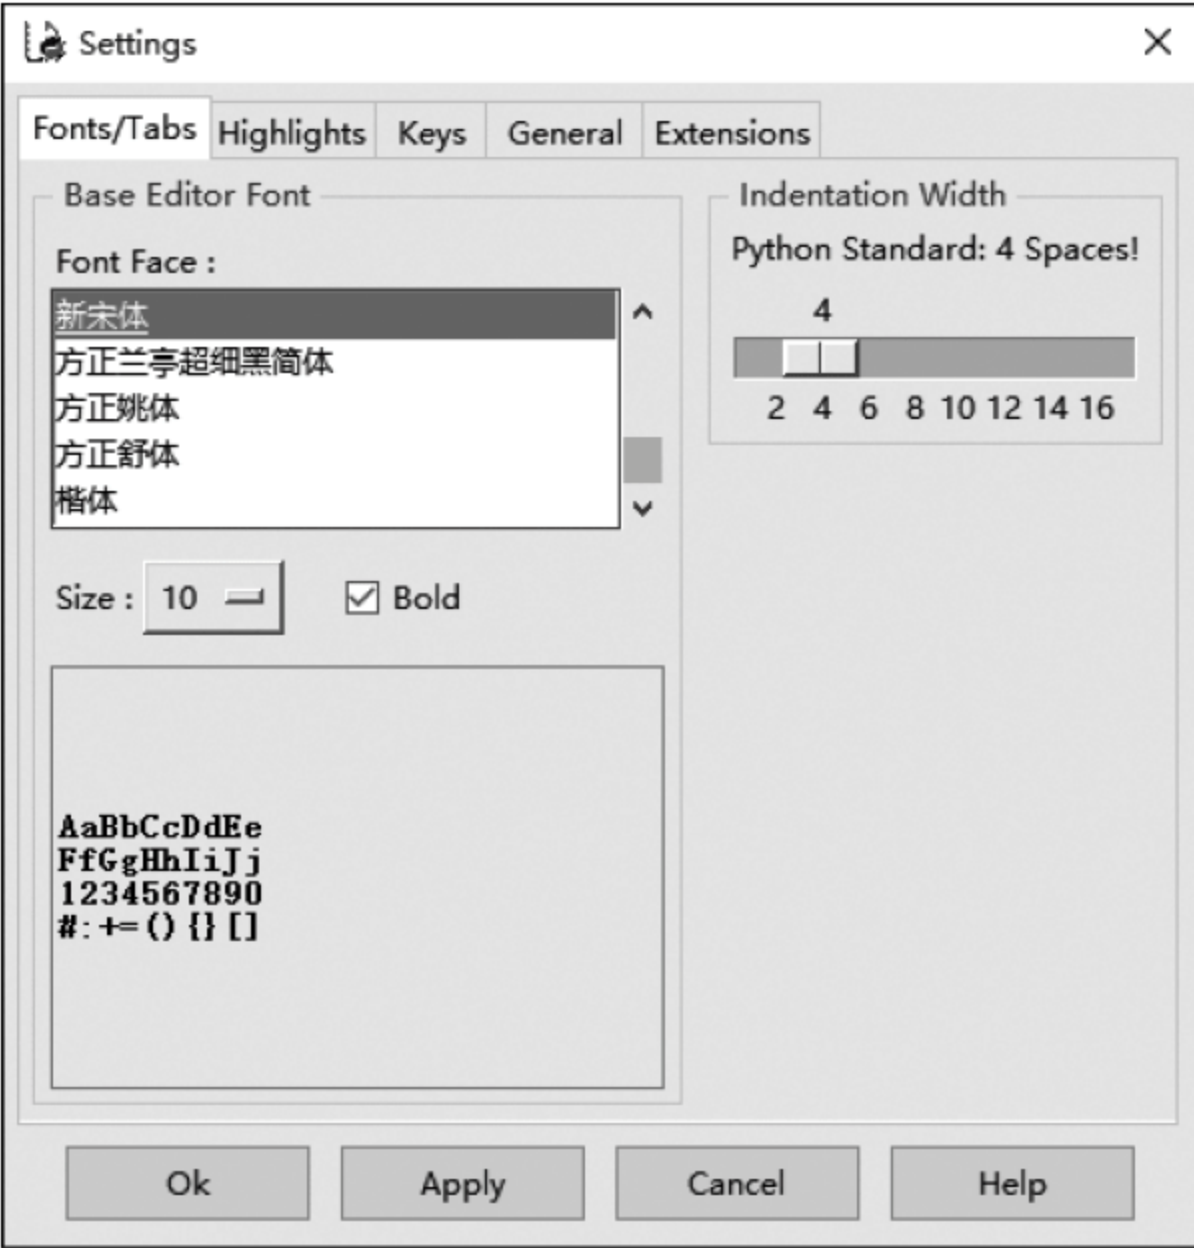 Settings
Fonts/Tabs Highlights Keys General Extensions
Base Editor Font
Font Face :
新宋体
方正兰亭超细黑简体
方正姚体
方正舒体
楷体
Size : 10 Bold
AaBbCcDdEe
FfGgHhIiJj
1234567890
#:+=(){}[]
Indentation Width
Python Standard: 4 Spaces!
4
2 4 6 8 10 12 14 16
Ok Apply Cancel Help